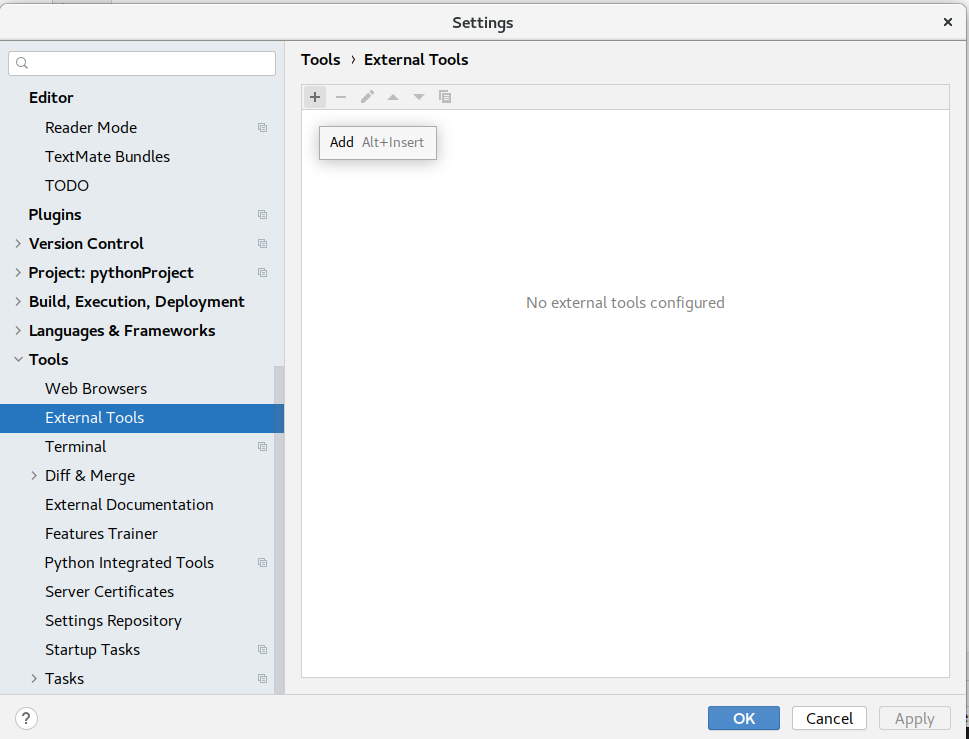 Settings
Tools › External Tools
Editor
Reader Mode
TextMate Bundles
TODO
Plugins
Version Control
Project: pythonProject
Build, Execution, Deployment
Languages & Frameworks
Tools
Web Browsers
External Tools
Terminal
Diff & Merge
External Documentation
Features Trainer
Python Integrated Tools
Server Certificates
Settings Repository
Startup Tasks
Tasks
Add Alt+Insert
No external tools configured
?
OK
Cancel
Apply